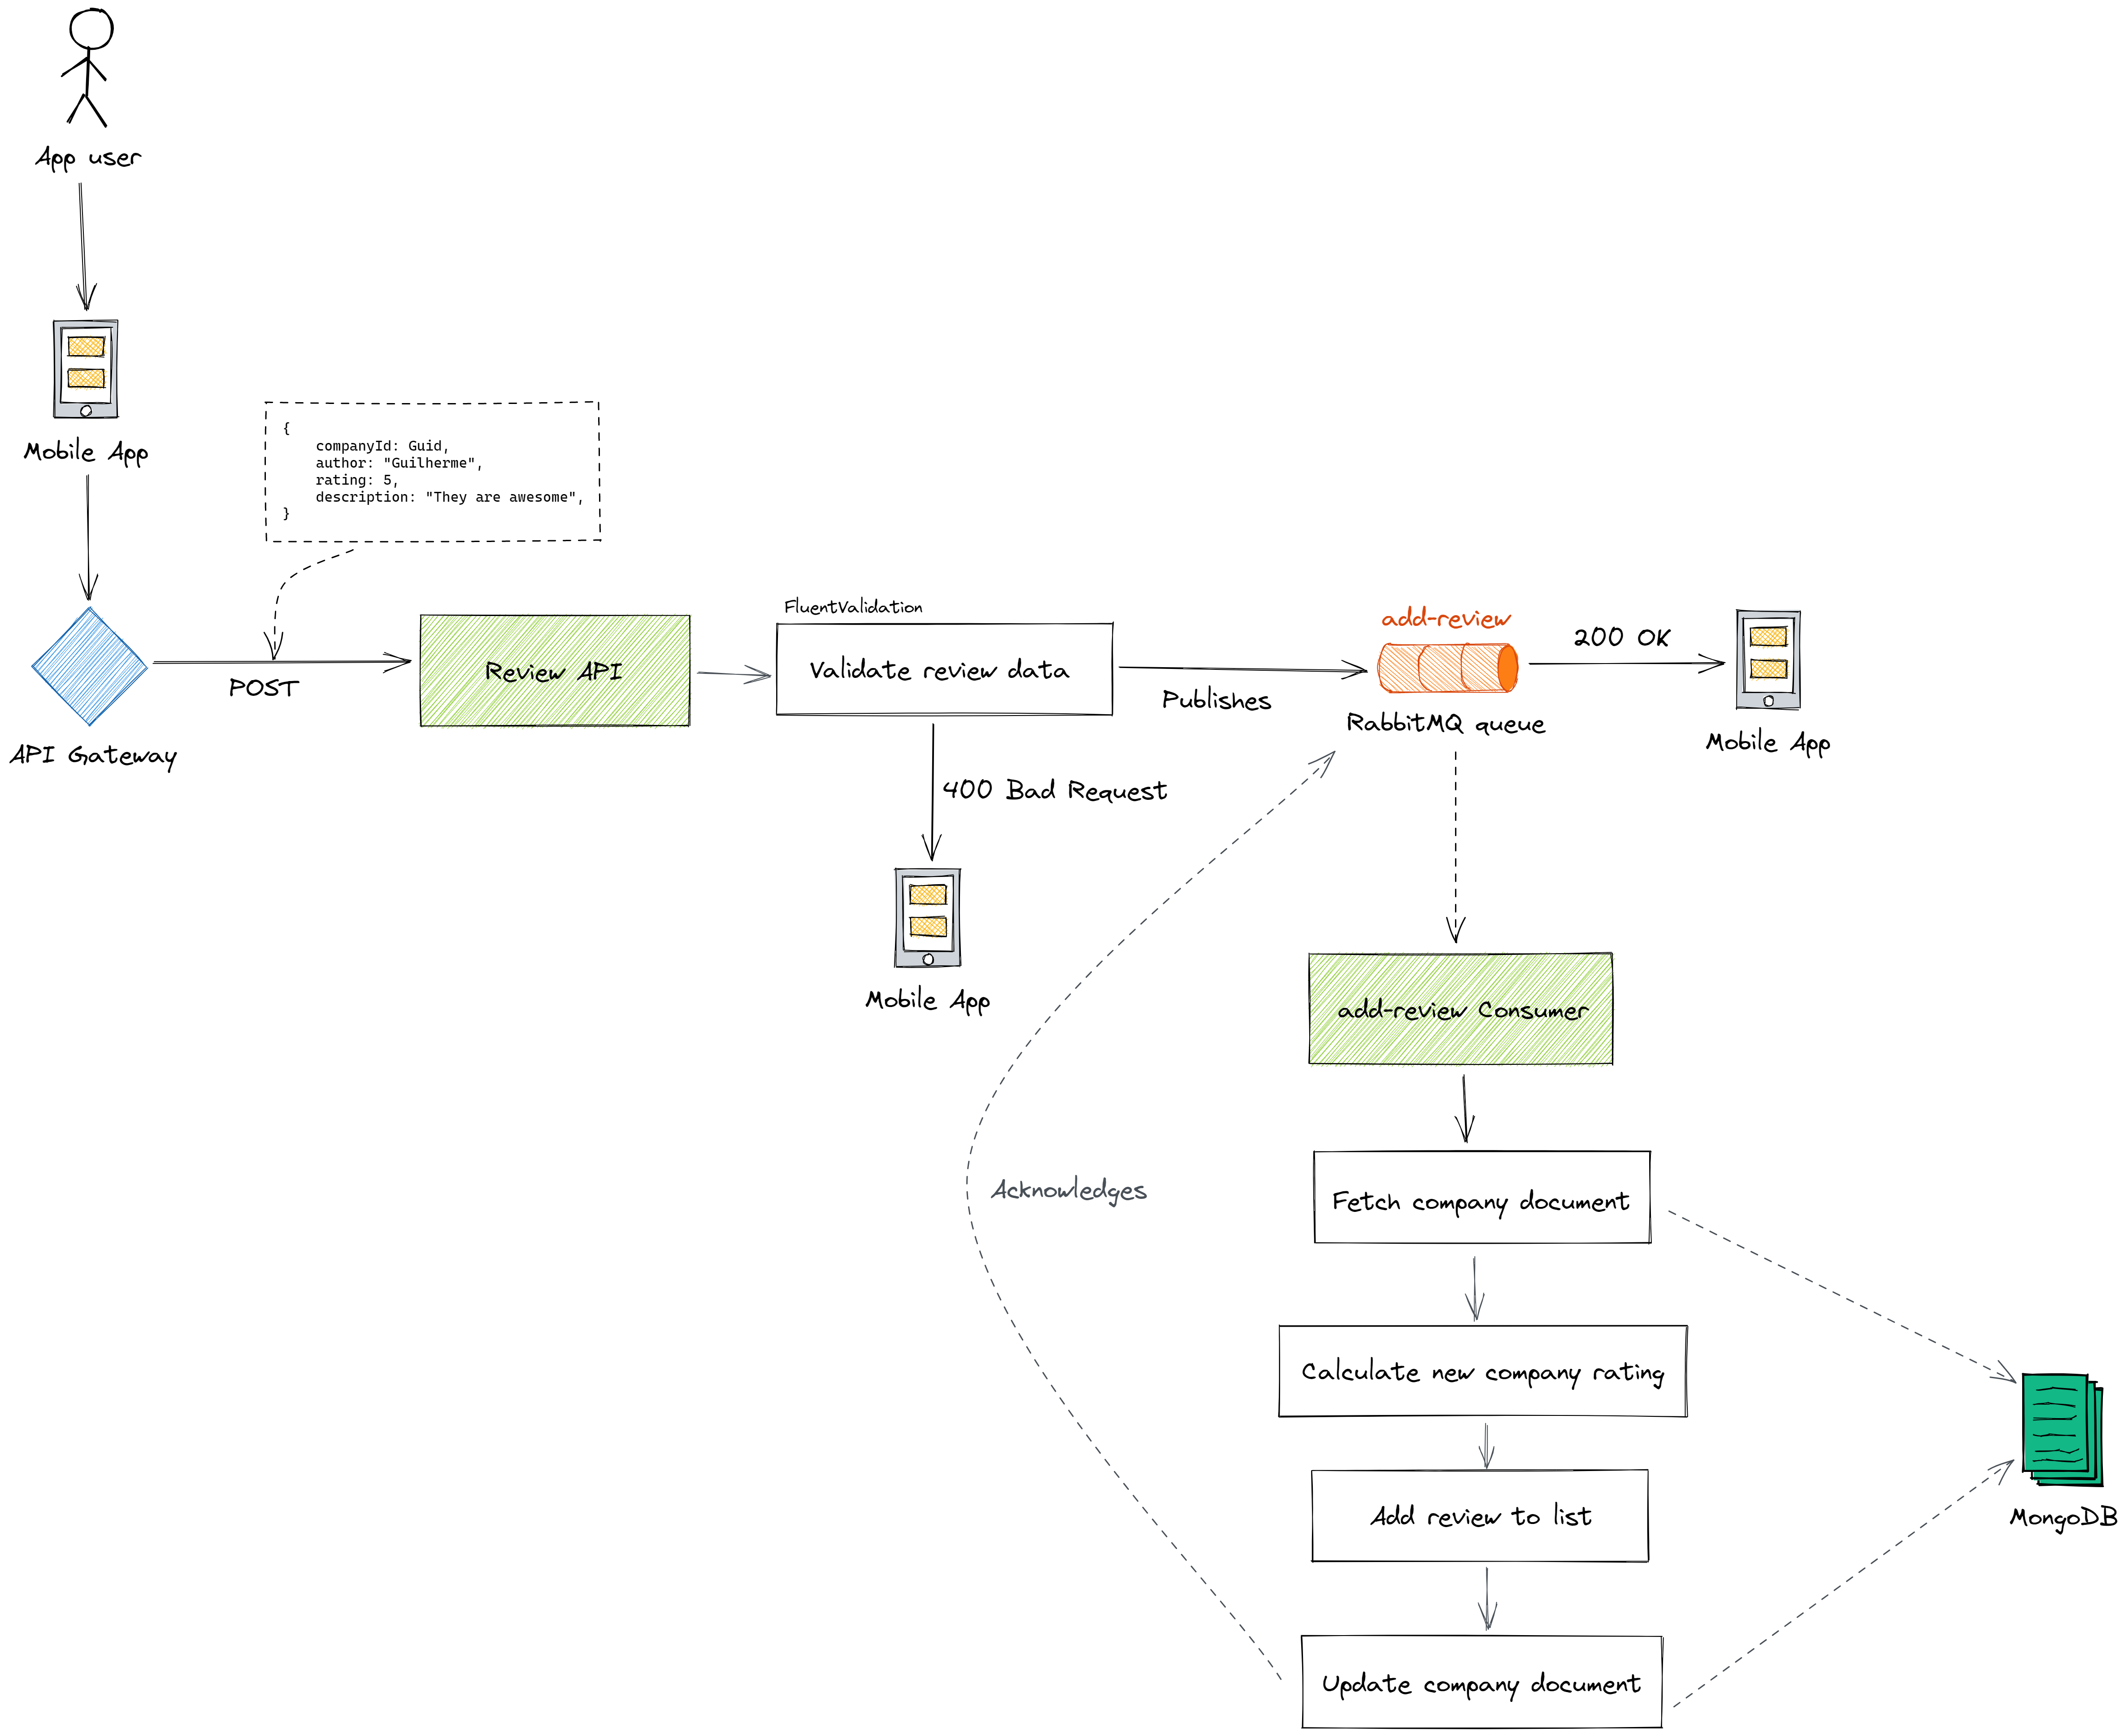 App user
Mobile App
{
companyId: Guid,
author: "Guilherme",
rating: 5,
description: "They are awesome",
}
API Gateway
POST
Review API
FluentValidation
Validate review data
Publishes
400 Bad Request
Mobile App
add-review
RabbitMQ queue
200 OK
Mobile App
add-review Consumer
Acknowledges
Fetch company document
Calculate new company rating
Add review to list
Update company document
MongoDB